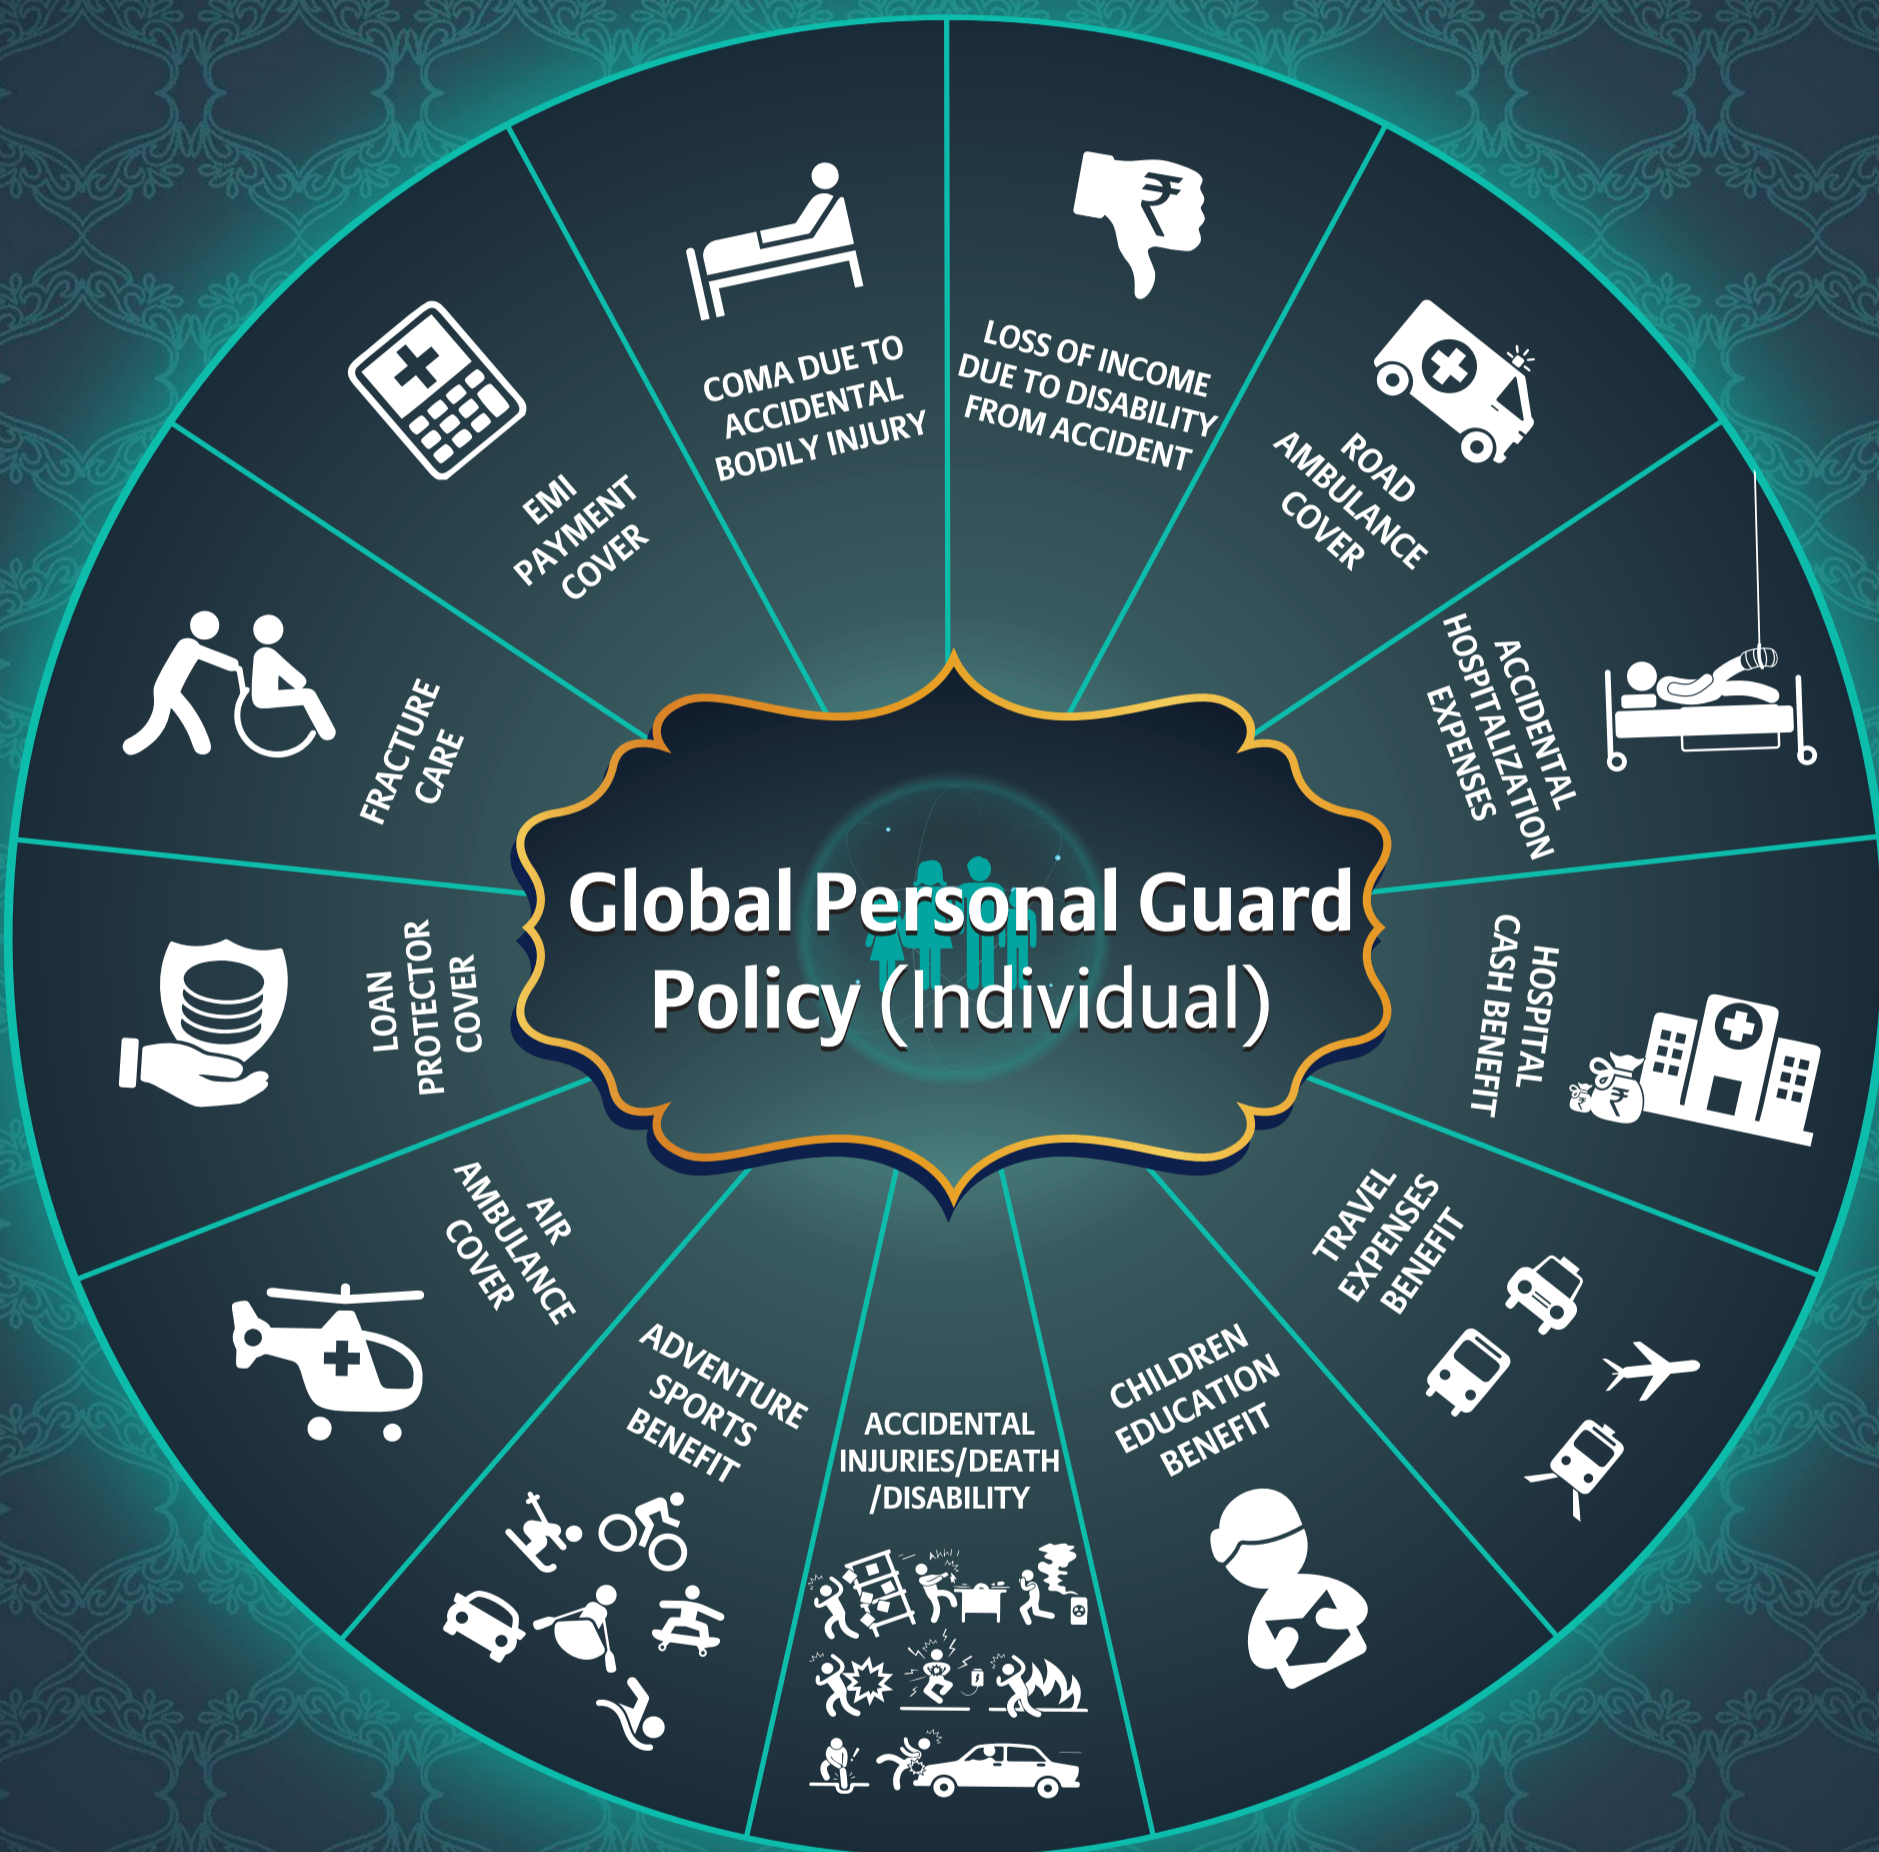 Global Personal Guard
Policy (Individual)
LOSS OF INCOME
DUE TO DISABILITY
FROM ACCIDENT
ROAD
AMBULANCE
COVER
ACCIDENTAL
HOSPITALIZATION
EXPENSES
HOSPITAL
CASH BENEFIT
TRAVEL
EXPENSES
BENEFIT
CHILDREN
EDUCATION
BENEFIT
ACCIDENTAL
INJURIES/DEATH
/DISABILITY
Ahh!
ADVENTURE
SPORTS
BENEFIT
AIR
AMBULANCE
COVER
LOAN
PROTECTOR
COVER
FRACTURE
CARE
EMI
PAYMENT
COVER
COMA DUE TO
ACCIDENTAL
BODILY INJURY
₹
₹
₹